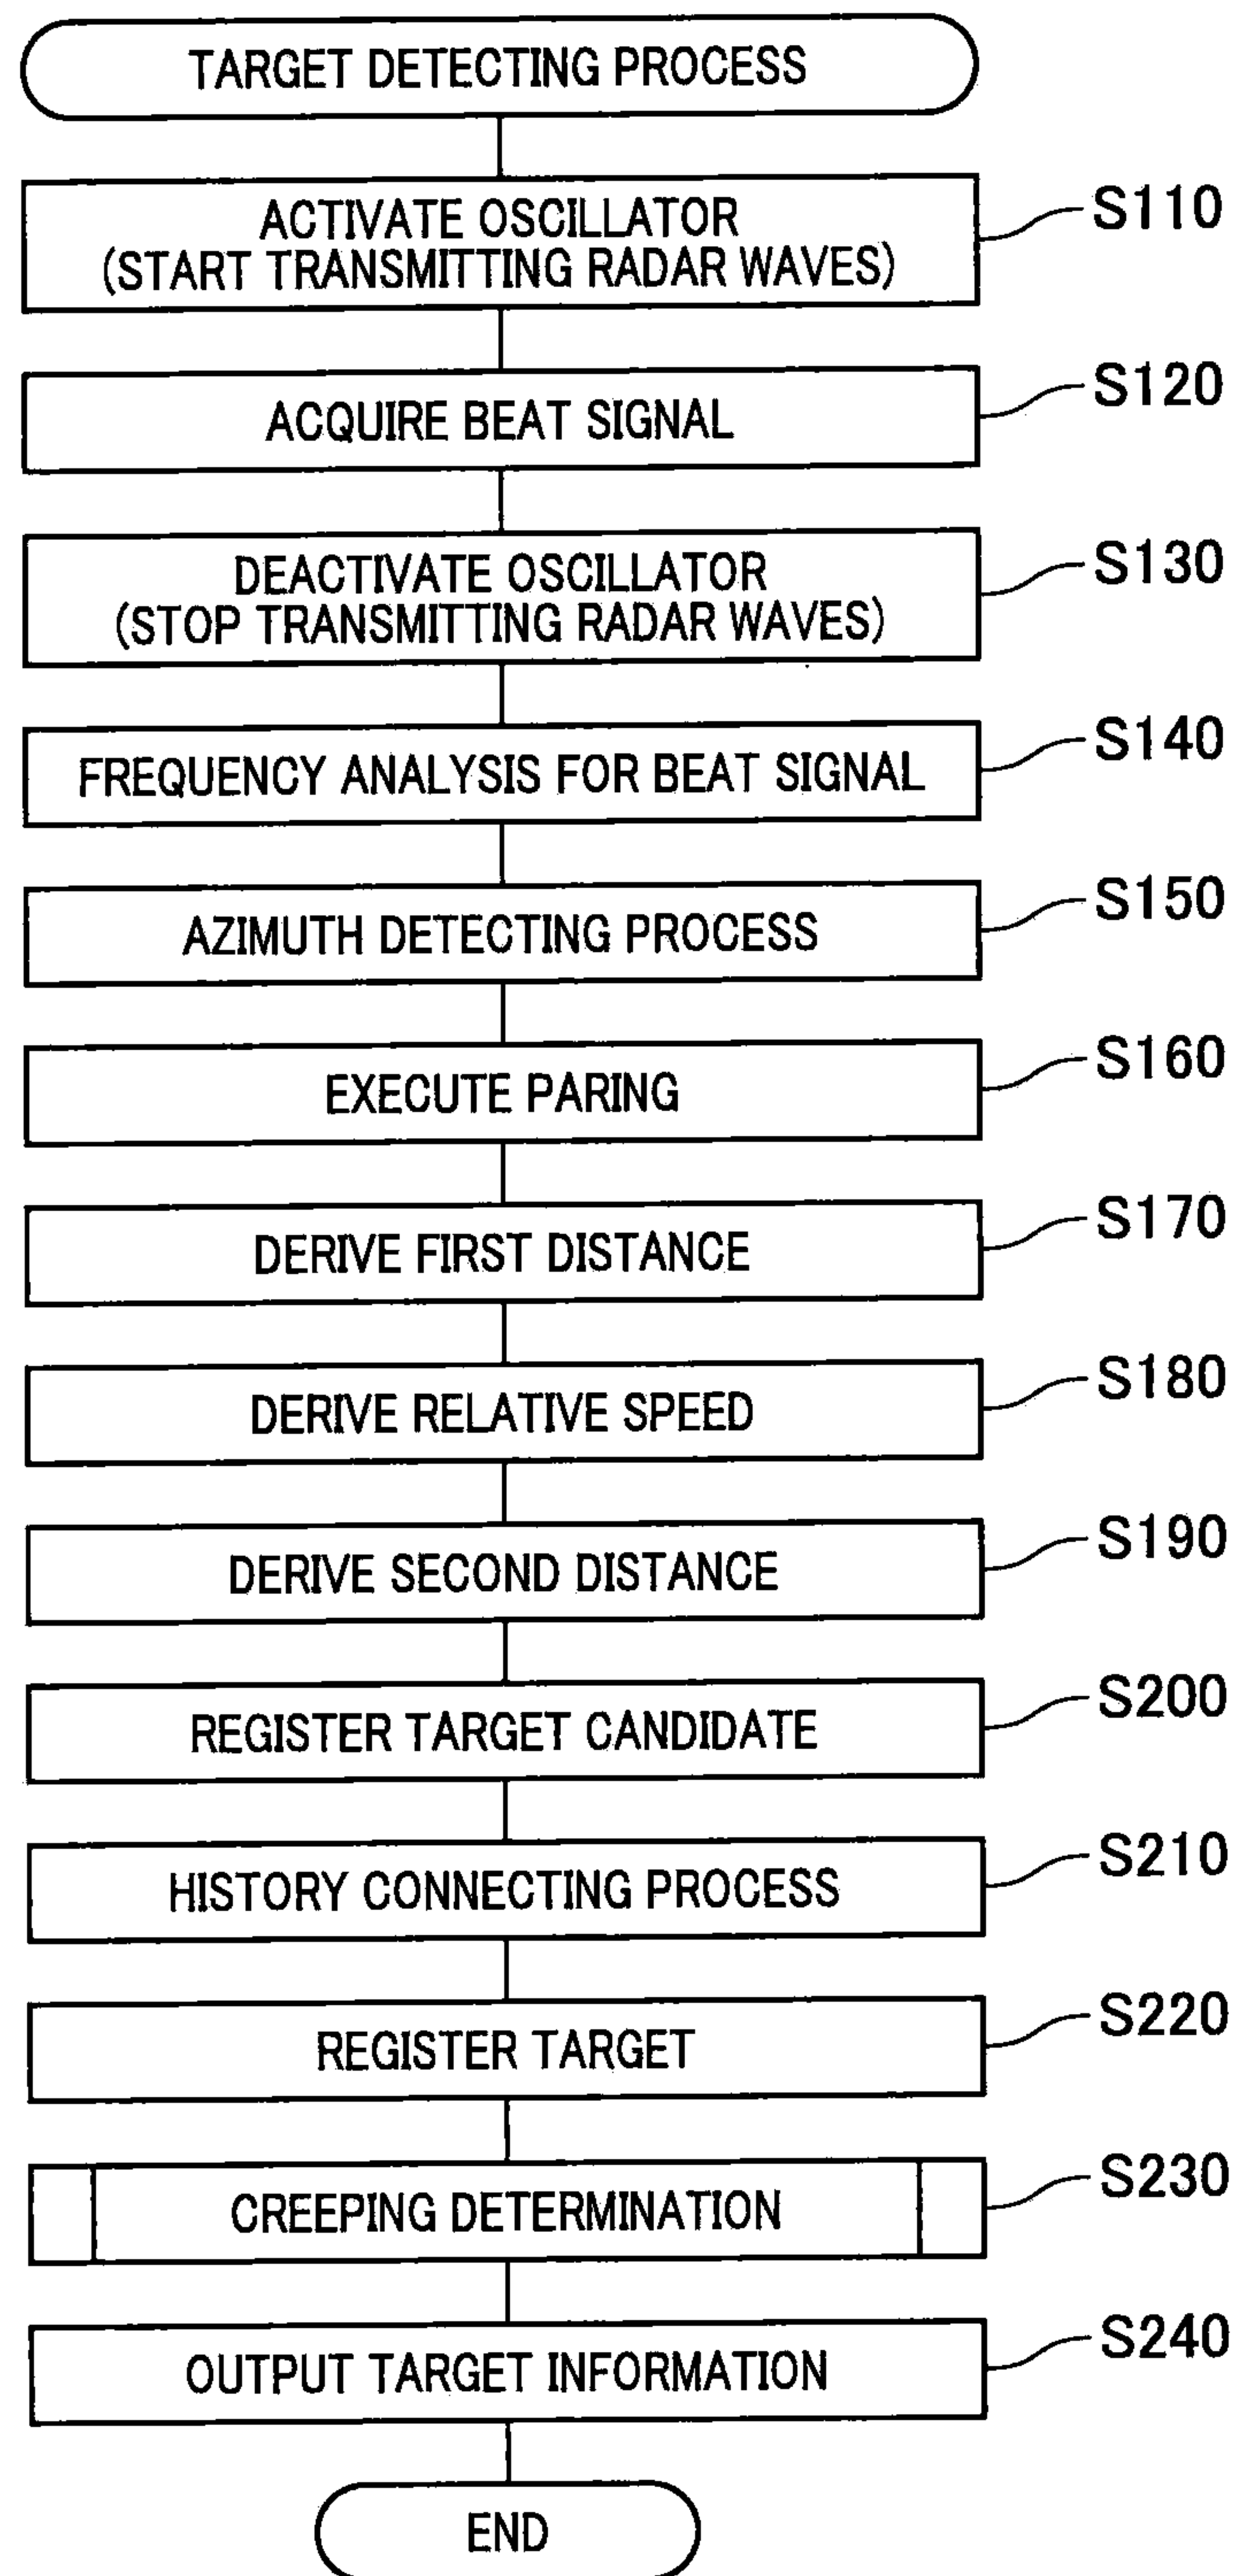 TARGET DETECTING PROCESS
ACTIVATE OSCILLATOR
(START TRANSMITTING RADAR WAVES)
S110
ACQUIRE BEAT SIGNAL
S120
DEACTIVATE OSCILLATOR
(STOP TRANSMITTING RADAR WAVES)
S130
FREQUENCY ANALYSIS FOR BEAT SIGNAL
S140
AZIMUTH DETECTING PROCESS
S150
EXECUTE PARING
S160
DERIVE FIRST DISTANCE
S170
DERIVE RELATIVE SPEED
S180
DERIVE SECOND DISTANCE
S190
REGISTER TARGET CANDIDATE
S200
HISTORY CONNECTING PROCESS
S210
REGISTER TARGET
S220
CREEPING DETERMINATION
S230
OUTPUT TARGET INFORMATION
S240
END